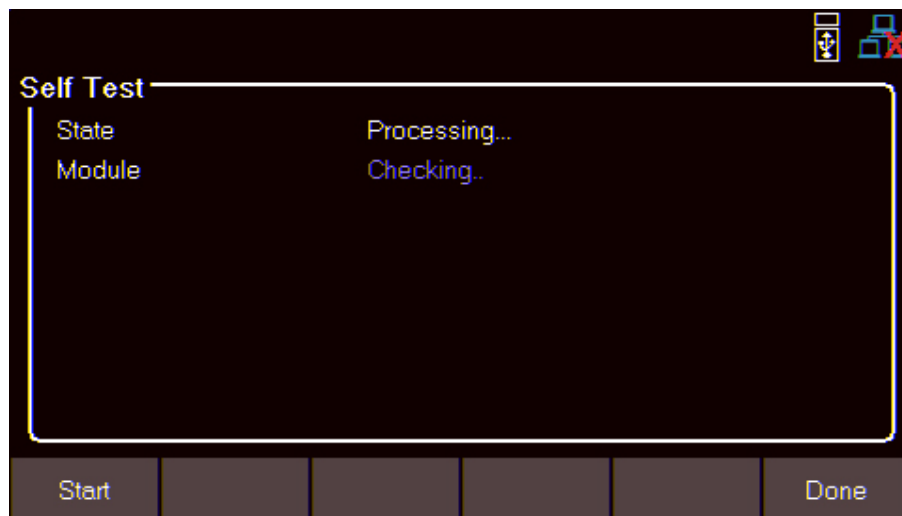 Self Test
State Processing...
Module Checking..
Start Done